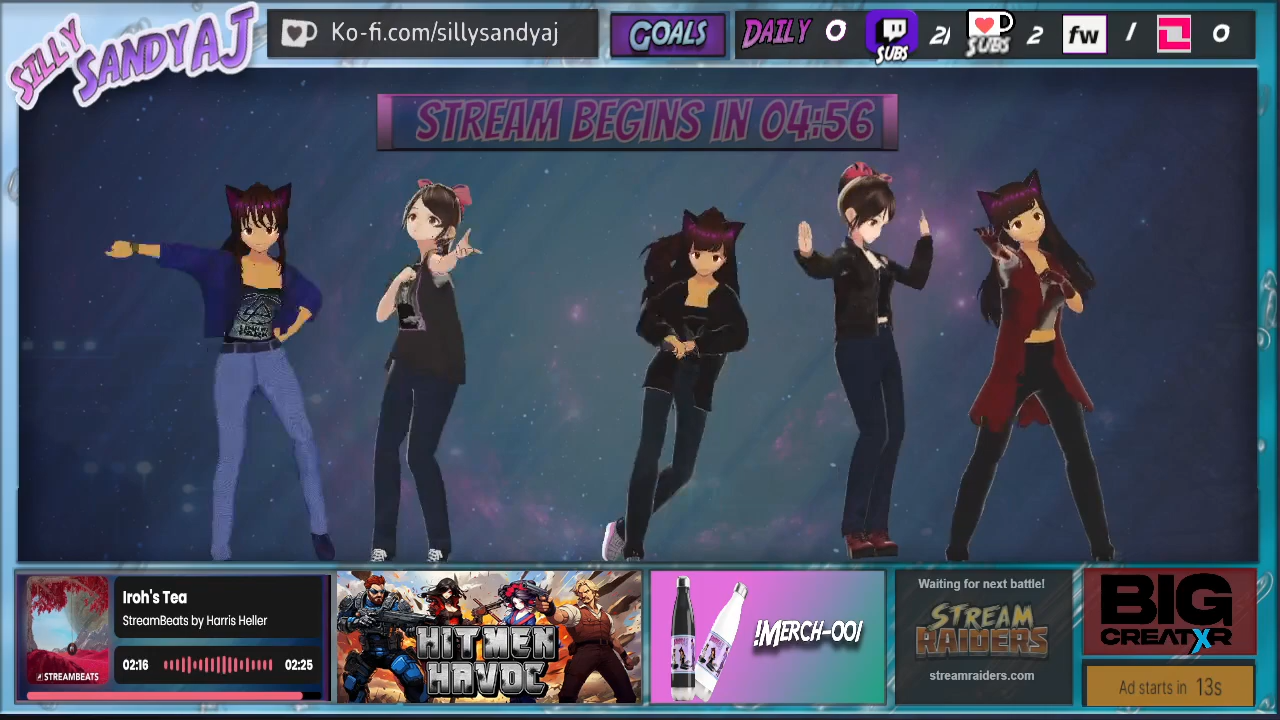 SILLY
SANDYAJ
Ko-fi.com/sillysandyaj
GOALS
DAILY 0
SUBS 21
SUBS 2
fw 1
0
STREAM BEGINS IN 04:56
Iroh's Tea
StreamBeats by Harris Heller
02:16
02:25
STREAMBEATS
HITMEN
HAVOC
!MERCH-001
Waiting for next battle!
STREAM
RAIDERS
streamraiders.com
BIG
CREATXR
Ad starts in 13s